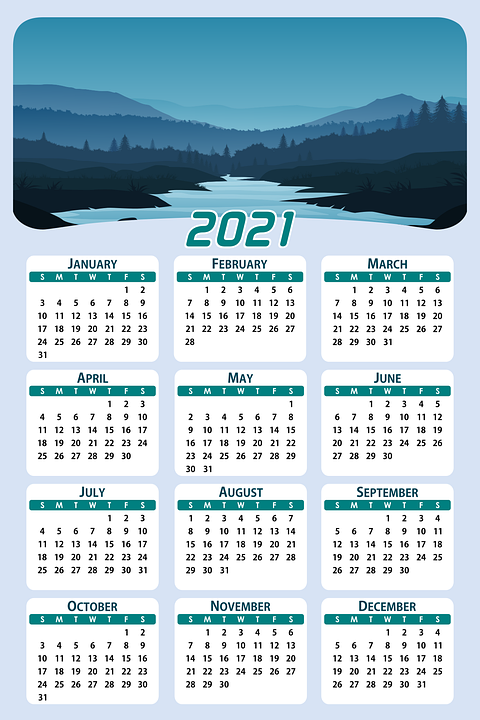 2021
JANUARY
S M T W T F S
1 2
3 4 5 6 7 8 9
10 11 12 13 14 15 16
17 18 19 20 21 22 23
24 25 26 27 28 29 30
31
FEBRUARY
S M T W T F S
1 2 3 4 5 6
7 8 9 10 11 12 13
14 15 16 17 18 19 20
21 22 23 24 25 26 27
28
MARCH
S M T W T F S
1 2 3 4 5 6
7 8 9 10 11 12 13
14 15 16 17 18 19 20
21 22 23 24 25 26 27
28 29 30 31
APRIL
S M T W T F S
1 2 3
4 5 6 7 8 9 10
11 12 13 14 15 16 17
18 19 20 21 22 23 24
25 26 27 28 29 30
MAY
S M T W T F S
1
2 3 4 5 6 7 8
9 10 11 12 13 14 15
16 17 18 19 20 21 22
23 24 25 26 27 28 29
30 31
JUNE
S M T W T F S
1 2 3 4 5
6 7 8 9 10 11 12
13 14 15 16 17 18 19
20 21 22 23 24 25 26
27 28 29 30
JULY
S M T W T F S
1 2 3
4 5 6 7 8 9 10
11 12 13 14 15 16 17
18 19 20 21 22 23 24
25 26 27 28 29 30 31
AUGUST
S M T W T F S
1 2 3 4 5 6 7
8 9 10 11 12 13 14
15 16 17 18 19 20 21
22 23 24 25 26 27 28
29 30 31
SEPTEMBER
S M T W T F S
1 2 3 4
5 6 7 8 9 10 11
12 13 14 15 16 17 18
19 20 21 22 23 24 25
26 27 28 29 30
OCTOBER
S M T W T F S
1 2
3 4 5 6 7 8 9
10 11 12 13 14 15 16
17 18 19 20 21 22 23
24 25 26 27 28 29 30
31
NOVEMBER
S M T W T F S
1 2 3 4 5 6
7 8 9 10 11 12 13
14 15 16 17 18 19 20
21 22 23 24 25 26 27
28 29 30
DECEMBER
S M T W T F S
1 2 3 4
5 6 7 8 9 10 11
12 13 14 15 16 17 18
19 20 21 22 23 24 25
26 27 28 29 30 31